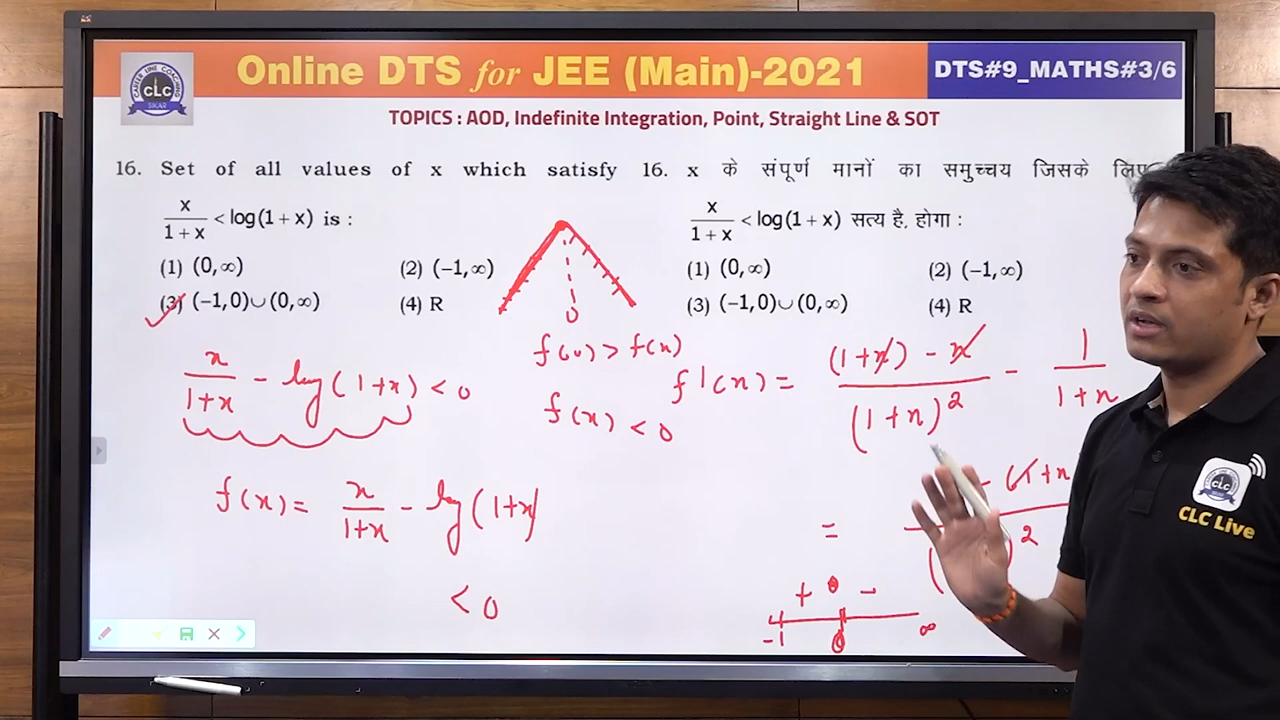 Online DTS for JEE (Main)-2021
DTS#9_MATHS#3/6
CAREER LINE COACHING
CLC
SIKAR
TOPICS : AOD, Indefinite Integration, Point, Straight Line & SOT
16. Set of all values of x which satisfy
x/(1+x) < log(1+x) is :
(1) (0,∞)
(2) (−1,∞)
(3) (−1,0)∪(0,∞)
(4) R
16. x के संपूर्ण मानों का समुच्चय जिसके लिए
x/(1+x) < log(1+x) सत्य है, होगा :
(1) (0,∞)
(2) (−1,∞)
(3) (−1,0)∪(0,∞)
(4) R
0
x/(1+x) − log(1+x) < 0
f(0) > f(x)
f(x) < 0
f'(x) = ((1+x) − x)/(1+x)² − 1/(1+x)
f(x) = x/(1+x) − log(1+x)
< 0
=
+ 0 −
−1 0 ∞
CLC
CLC Live